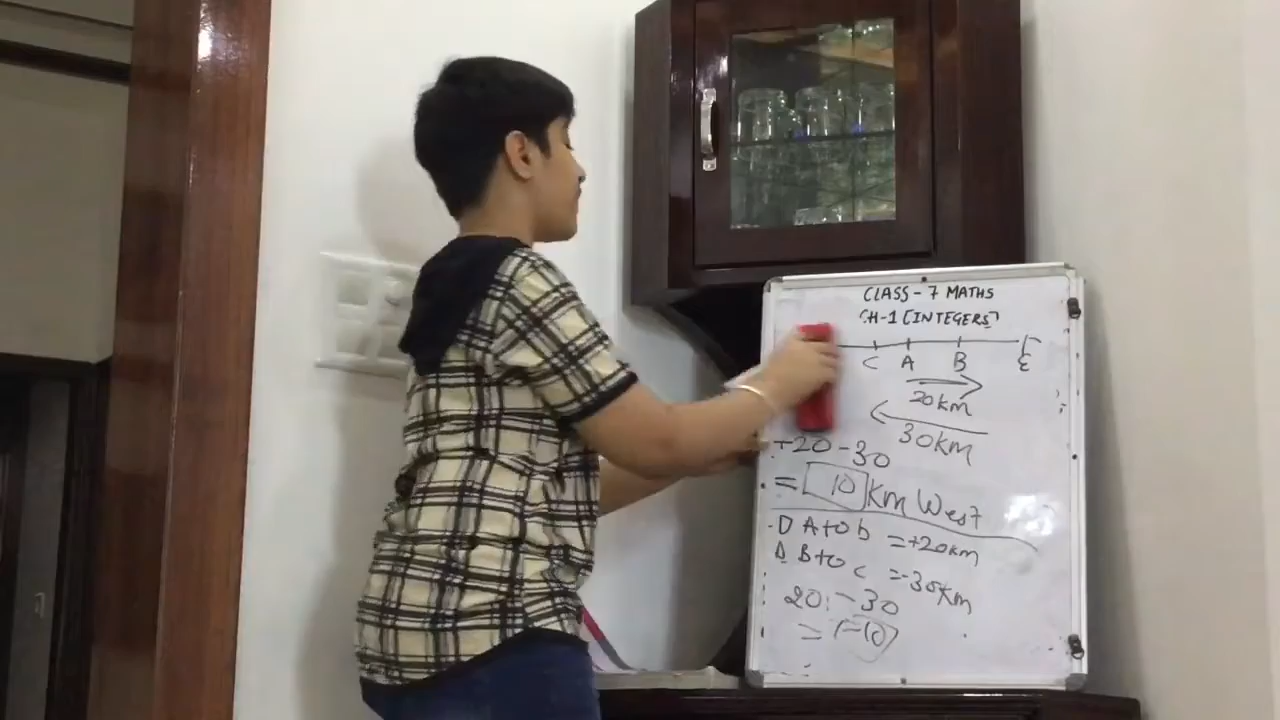 CLASS-7 MATHS
CH-1 [INTEGERS]
C A B E
20km
30km
+20-30
= 10 Km West
D A to b = +20km
D B to c = -30km
20 - 30
= -10